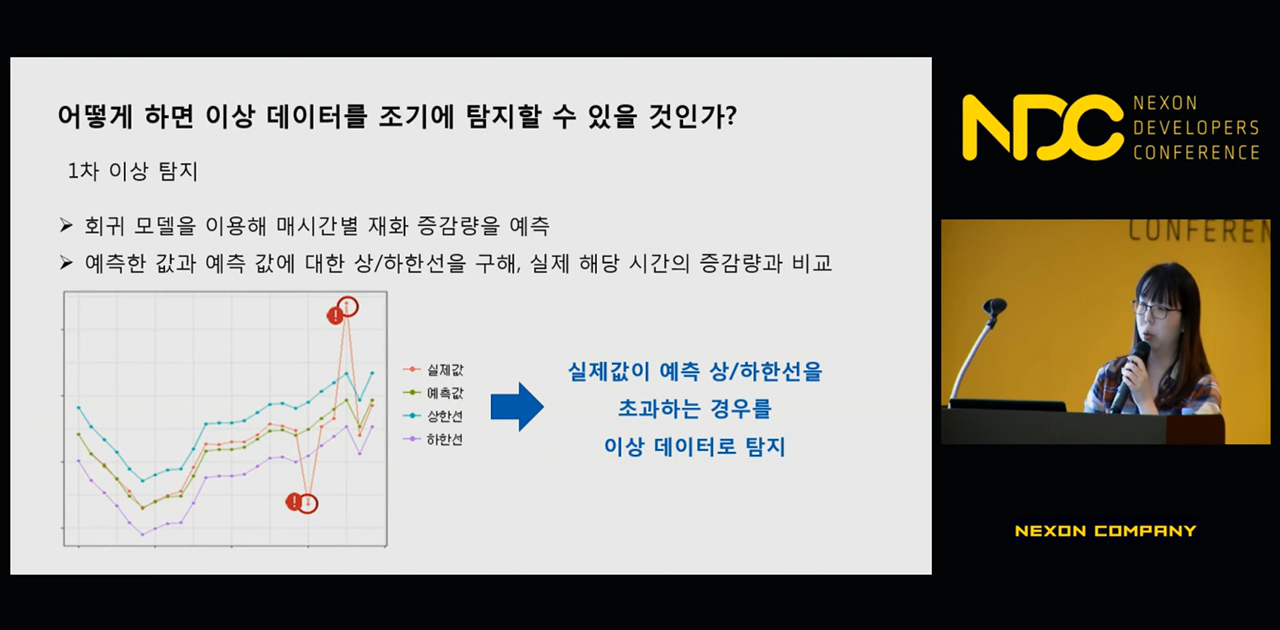 어떻게 하면 이상 데이터를 조기에 탐지할 수 있을 것인가?
1차 이상 탐지
➢ 회귀 모델을 이용해 매시간별 재화 증감량을 예측
➢ 예측한 값과 예측 값에 대한 상/하한선을 구해, 실제 해당 시간의 증감량과 비교
실제값
예측값
상한선
하한선
실제값이 예측 상/하한선을
초과하는 경우를
이상 데이터로 탐지
NDC
NEXON
DEVELOPERS
CONFERENCE
CONFEREN
NEXON COMPANY